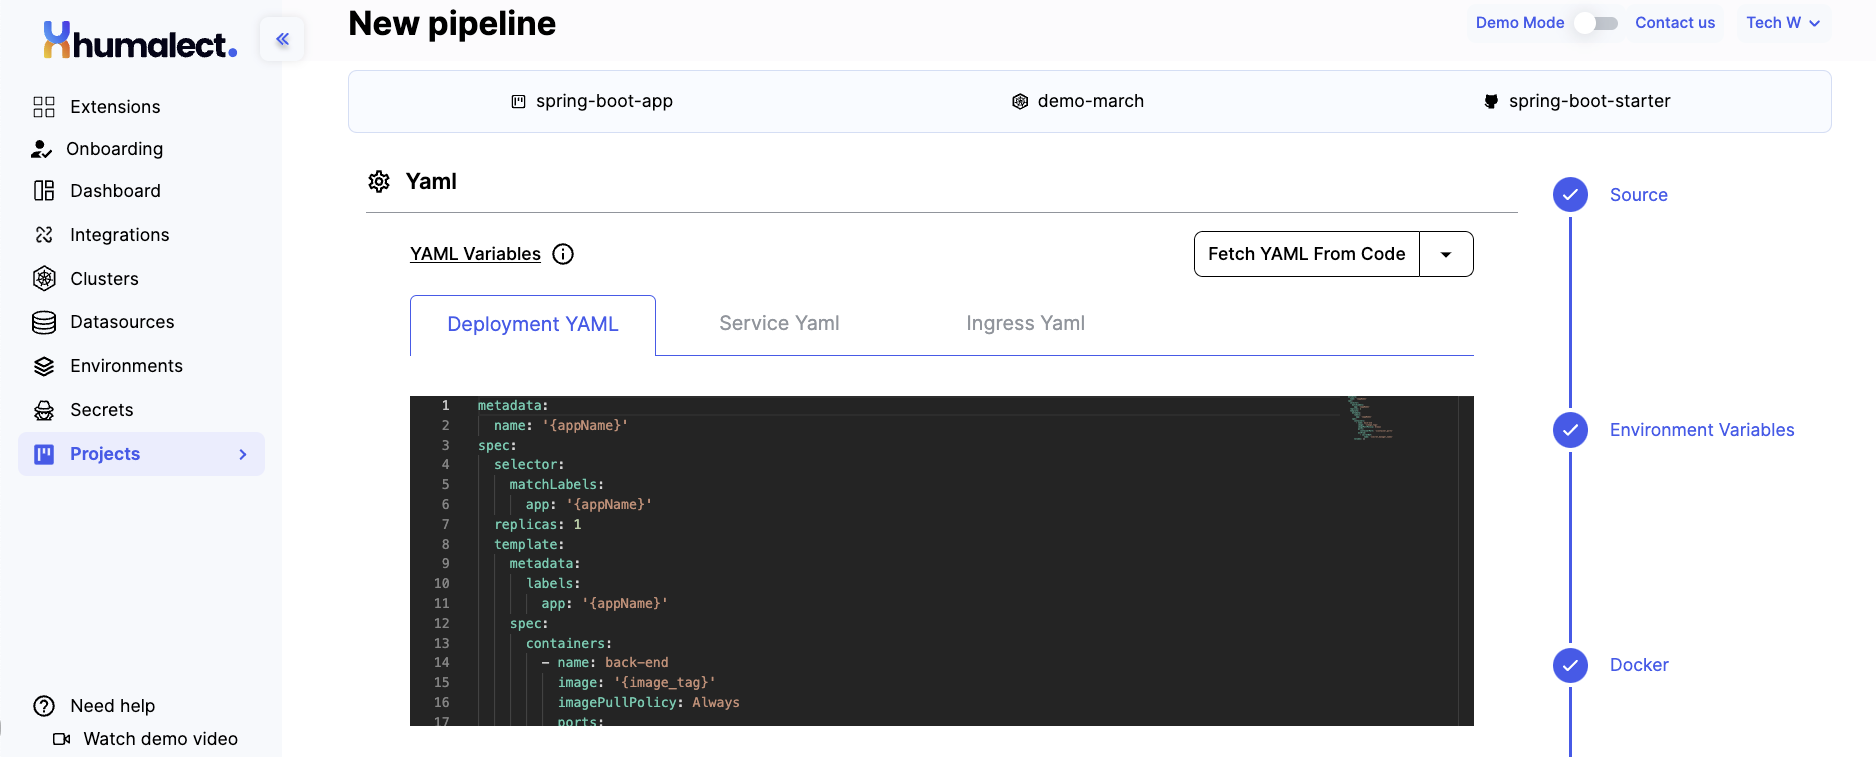 humalect.
Extensions
Onboarding
Dashboard
Integrations
Clusters
Datasources
Environments
Secrets
Projects
Need help
Watch demo video
New pipeline
Demo Mode
Contact us
Tech W
spring-boot-app
demo-march
spring-boot-starter
Yaml
YAML Variables
Fetch YAML From Code
Deployment YAML
Service Yaml
Ingress Yaml
1 metadata:
2   name: '{appName}'
3 spec:
4   selector:
5     matchLabels:
6       app: '{appName}'
7   replicas: 1
8   template:
9     metadata:
10       labels:
11         app: '{appName}'
12     spec:
13       containers:
14         - name: back-end
15           image: '{image_tag}'
16           imagePullPolicy: Always
17           ports:
Source
Environment Variables
Docker